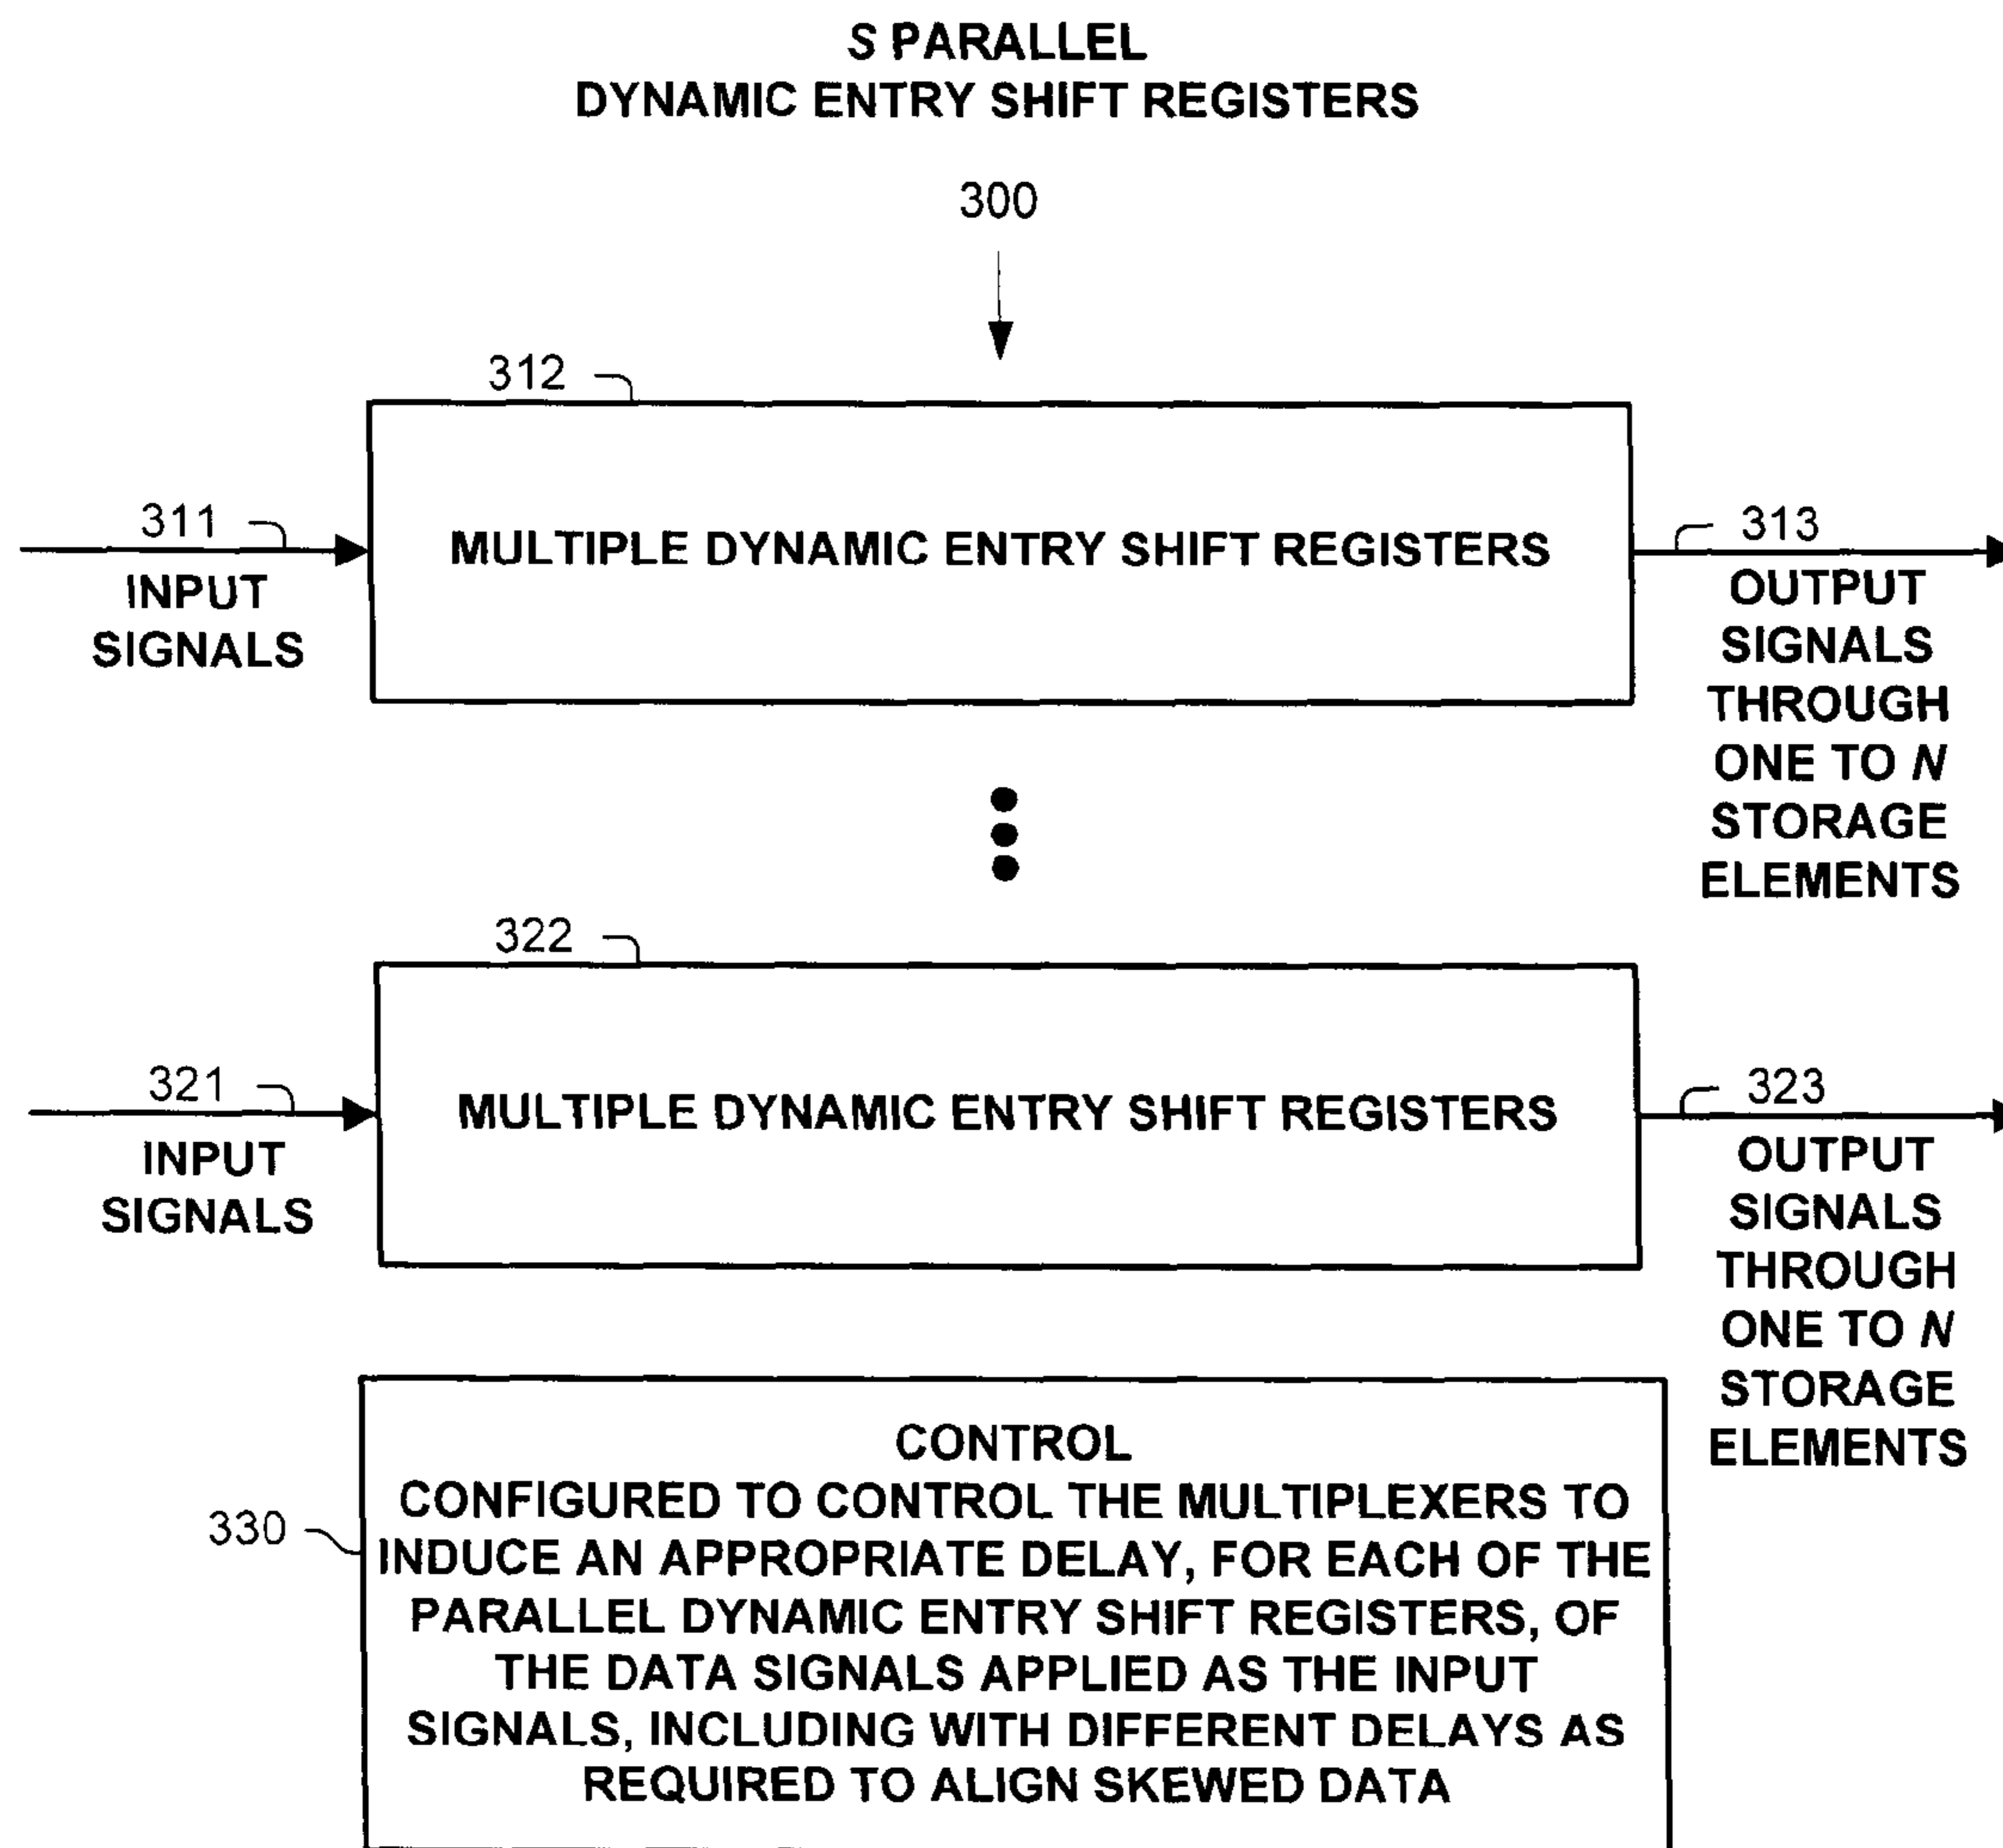 S PARALLEL
DYNAMIC ENTRY SHIFT REGISTERS
300
312
311
INPUT
SIGNALS
MULTIPLE DYNAMIC ENTRY SHIFT REGISTERS
313
OUTPUT
SIGNALS
THROUGH
ONE TO N
STORAGE
ELEMENTS
322
321
INPUT
SIGNALS
MULTIPLE DYNAMIC ENTRY SHIFT REGISTERS
323
OUTPUT
SIGNALS
THROUGH
ONE TO N
STORAGE
ELEMENTS
330
CONTROL
CONFIGURED TO CONTROL THE MULTIPLEXERS TO
INDUCE AN APPROPRIATE DELAY, FOR EACH OF THE
PARALLEL DYNAMIC ENTRY SHIFT REGISTERS, OF
THE DATA SIGNALS APPLIED AS THE INPUT
SIGNALS, INCLUDING WITH DIFFERENT DELAYS AS
REQUIRED TO ALIGN SKEWED DATA